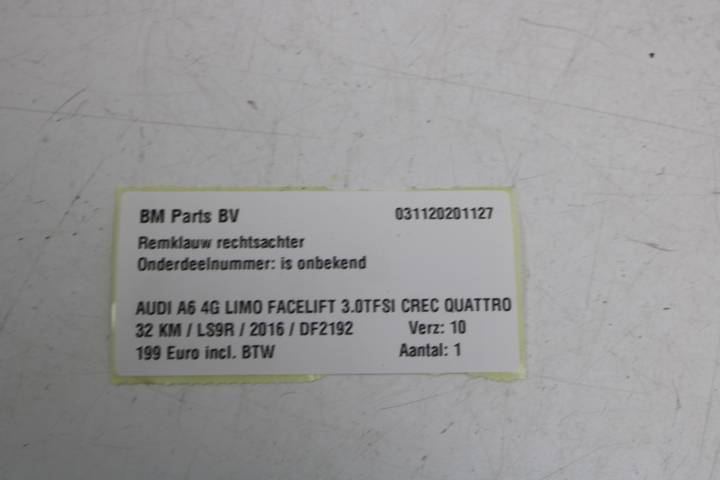 BM Parts BV 031120201127
Remklauw rechtsachter
Onderdeelnummer: is onbekend
AUDI A6 4G LIMO FACELIFT 3.0TFSI CREC QUATTRO
32 KM / LS9R / 2016 / DF2192 Verz: 10
199 Euro incl. BTW Aantal: 1